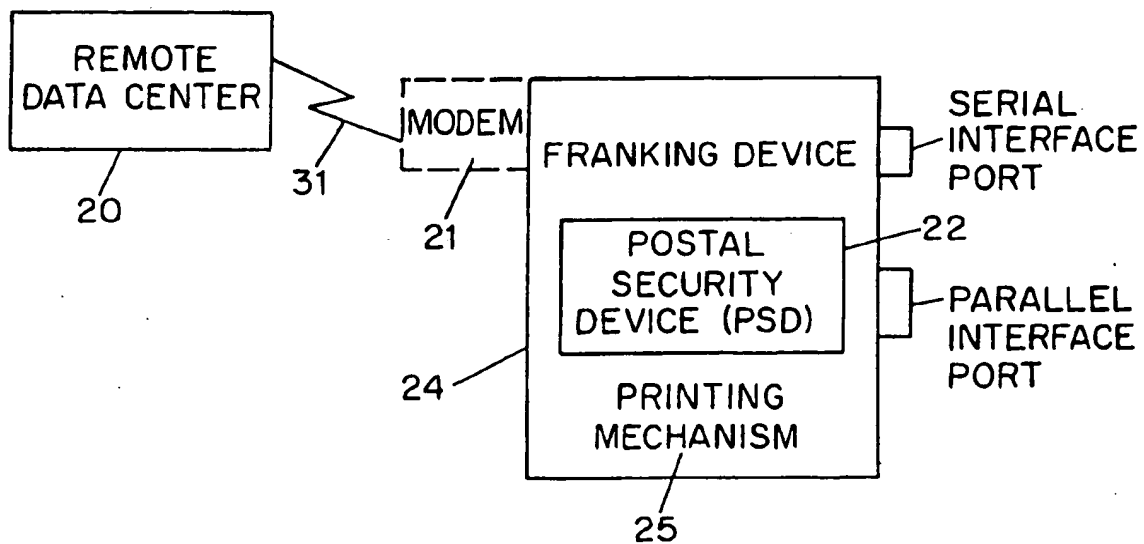 REMOTE
DATA CENTER
20
31
MODEM
21
FRANKING DEVICE
POSTAL
SECURITY
DEVICE (PSD)
22
24
PRINTING
MECHANISM
25
SERIAL
INTERFACE
PORT
PARALLEL
INTERFACE
PORT